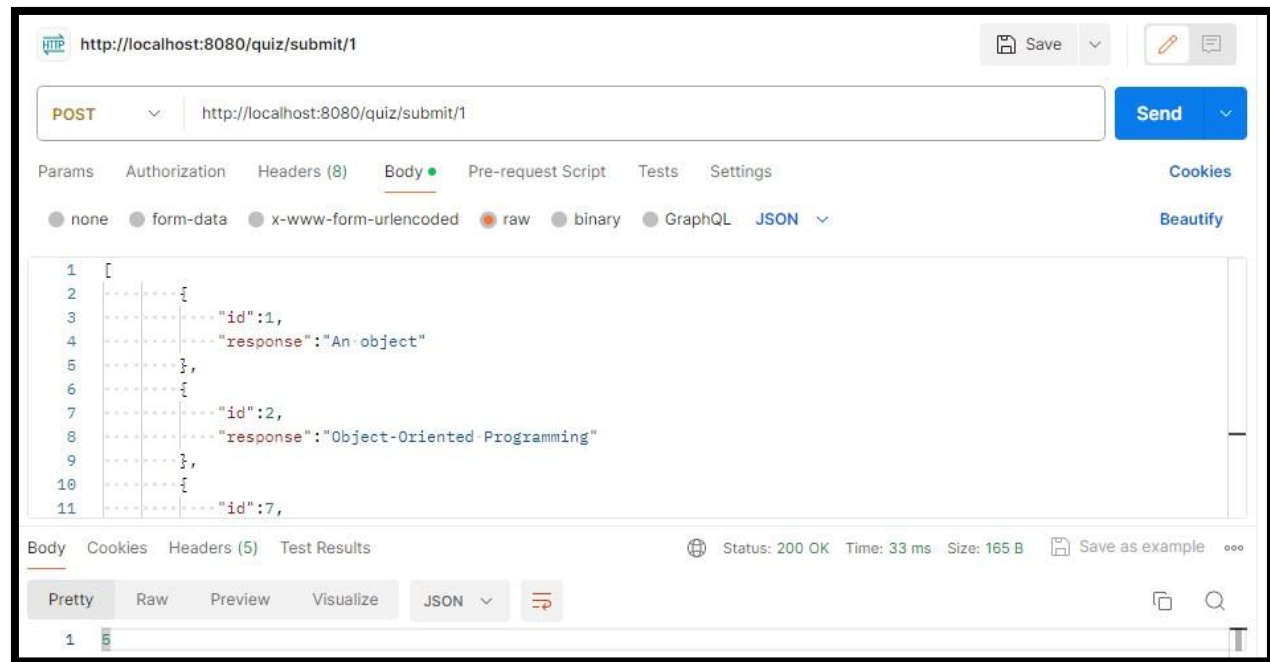 HTTP http://localhost:8080/quiz/submit/1 Save
POST http://localhost:8080/quiz/submit/1 Send
Params Authorization Headers (8) Body Pre-request Script Tests Settings Cookies
none form-data x-www-form-urlencoded raw binary GraphQL JSON Beautify
1 [
2 {
3 "id":1,
4 "response":"An object"
5 },
6 {
7 "id":2,
8 "response":"Object-Oriented Programming"
9 },
10 {
11 "id":7,
Body Cookies Headers (5) Test Results Status: 200 OK Time: 33 ms Size: 165 B Save as example
Pretty Raw Preview Visualize JSON
1 5